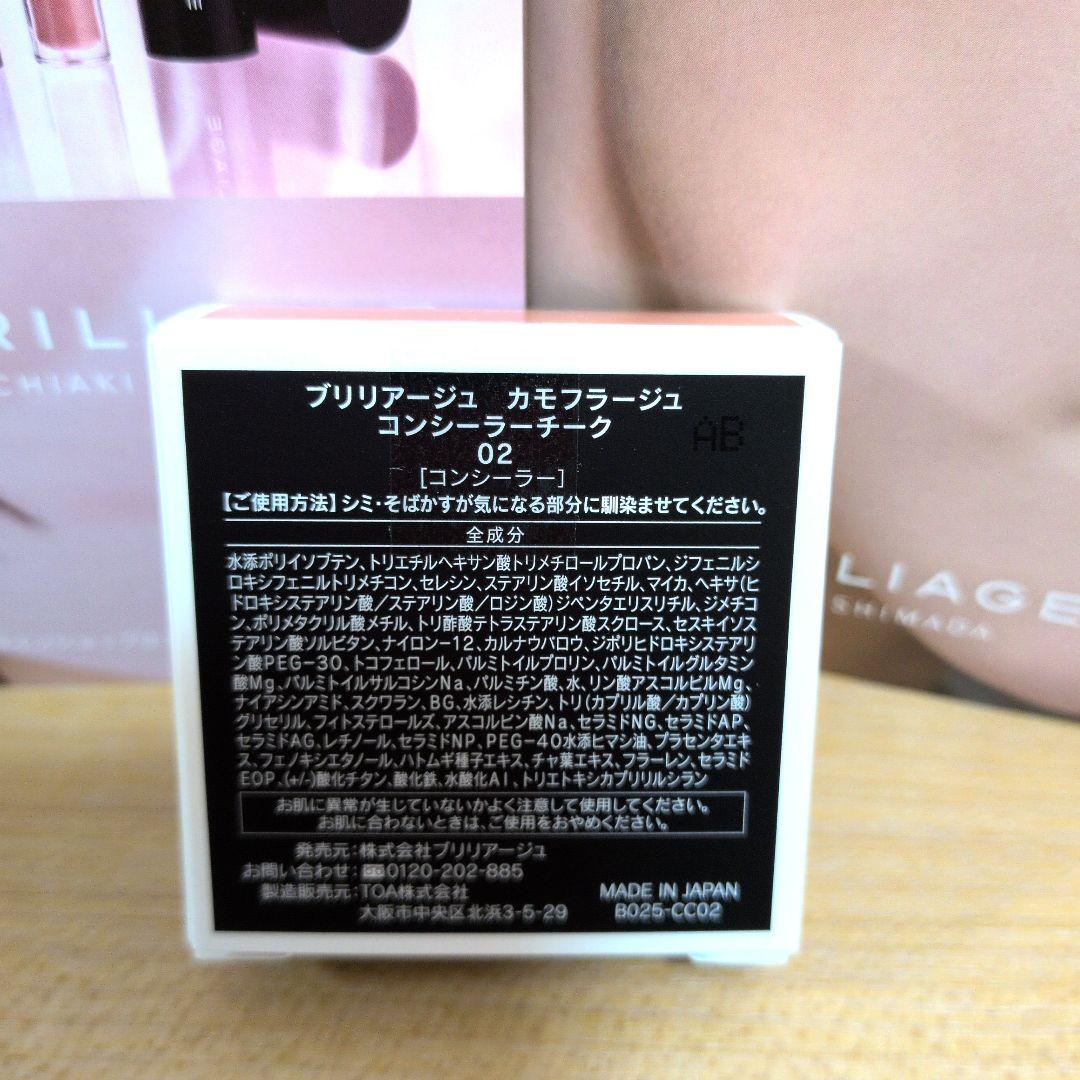 LIAGE
RILL
CHIAKI
LIAGE
SHIMADA
ブリリアージュ カモフラージュ
コンシーラーチーク
02
AB
[コンシーラー]
【ご使用方法】シミ・そばかすが気になる部分に馴染ませてください。
全成分
水添ポリイソブテン、トリエチルヘキサン酸トリメチロールプロパン、ジフェニルシ
ロキシフェニルトリメチコン、セレシン、ステアリン酸イソセチル、マイカ、ヘキサ(ヒ
ドロキシステアリン酸/ステアリン酸/ロジン酸)ジペンタエリスリチル、ジメチコ
ン、ポリメタクリル酸メチル、トリ酢酸テトラステアリン酸スクロース、セスキイソス
テアリン酸ソルビタン、ナイロン-12、カルナウバロウ、ジポリヒドロキシステアリ
ン酸PEG-30、トコフェロール、パルミトイルプロリン、パルミトイルグルタミン
酸Mg、パルミトイルサルコシンNa、パルミチン酸、水、リン酸アスコルビルMg、
ナイアシンアミド、スクワラン、BG、水添レシチン、トリ(カプリル酸/カプリン酸)
グリセリル、フィトステロールズ、アスコルビン酸Na、セラミドNG、セラミドAP、
セラミドAG、レチノール、セラミドNP、PEG-40水添ヒマシ油、プラセンタエキ
ス、フェノキシエタノール、ハトムギ種子エキス、チャ葉エキス、フラーレン、セラミド
EOP、(+/-)酸化チタン、酸化鉄、水酸化Al、トリエトキシカプリリルシラン
お肌に異常が生じていないかよく注意して使用してください。
お肌に合わないときは、ご使用をおやめください。
発売元:株式会社ブリリアージュ
お問い合わせ:0120-202-885
製造販売元:TOA株式会社
大阪市中央区北浜3-5-29
MADE IN JAPAN
B025-CC02